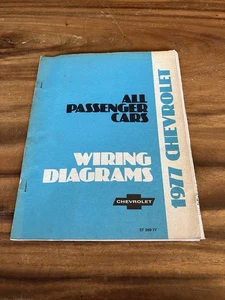 ALL
PASSENGER
CARS
WIRING
DIAGRAMS
CHEVROLET
1977 CHEVROLET